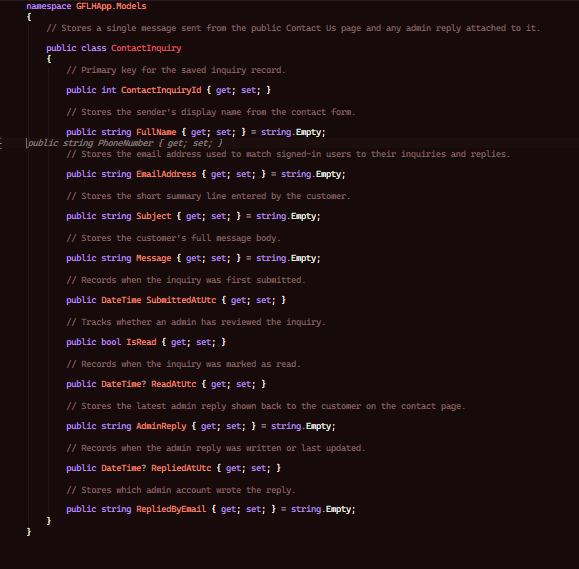 namespace GFLHApp.Models
{
// Stores a single message sent from the public Contact Us page and any admin reply attached to it.
public class ContactInquiry
{
// Primary key for the saved inquiry record.
public int ContactInquiryId { get; set; }
// Stores the sender's display name from the contact form.
public string FullName { get; set; } = string.Empty;
public string PhoneNumber { get; set; }
// Stores the email address used to match signed-in users to their inquiries and replies.
public string EmailAddress { get; set; } = string.Empty;
// Stores the short summary line entered by the customer.
public string Subject { get; set; } = string.Empty;
// Stores the customer's full message body.
public string Message { get; set; } = string.Empty;
// Records when the inquiry was first submitted.
public DateTime SubmittedAtUtc { get; set; }
// Tracks whether an admin has reviewed the inquiry.
public bool IsRead { get; set; }
// Records when the inquiry was marked as read.
public DateTime? ReadAtUtc { get; set; }
// Stores the latest admin reply shown back to the customer on the contact page.
public string AdminReply { get; set; } = string.Empty;
// Records when the admin reply was written or last updated.
public DateTime? RepliedAtUtc { get; set; }
// Stores which admin account wrote the reply.
public string RepliedByEmail { get; set; } = string.Empty;
}
}